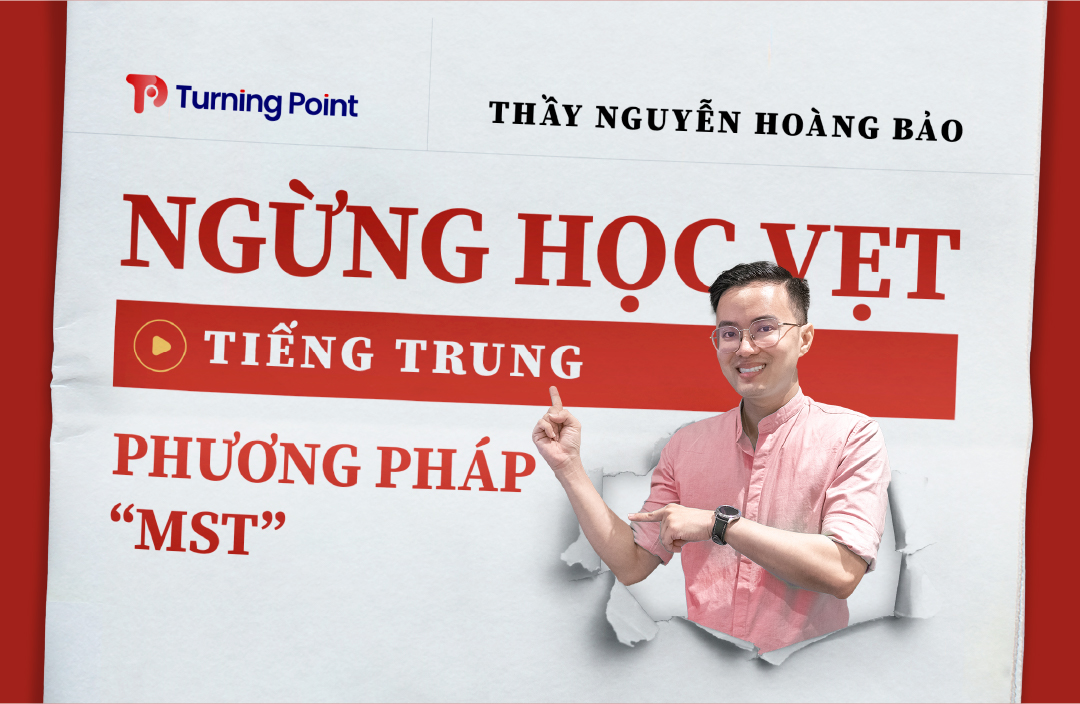 Turning Point
THẦY NGUYỄN HOÀNG BẢO
NGỪNG HỌC VẸT
TIẾNG TRUNG
PHƯƠNG PHÁP
“MST”